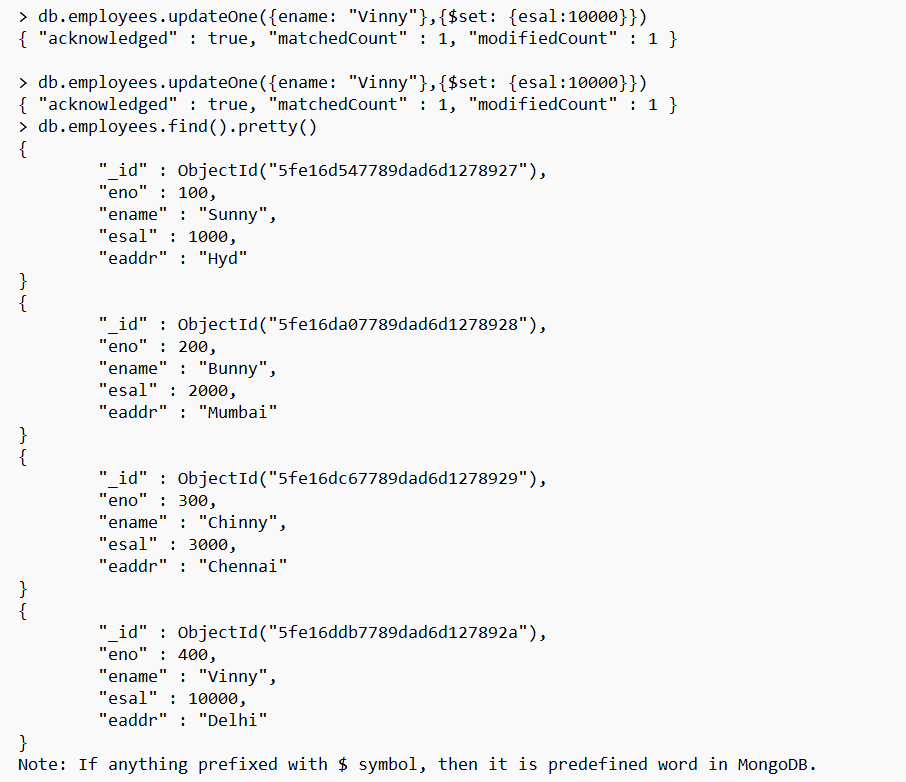 > db.employees.updateOne({ename: "Vinny"},{$set: {esal:10000}})
{ "acknowledged" : true, "matchedCount" : 1, "modifiedCount" : 1 }

> db.employees.updateOne({ename: "Vinny"},{$set: {esal:10000}})
{ "acknowledged" : true, "matchedCount" : 1, "modifiedCount" : 1 }
> db.employees.find().pretty()
{
        "_id" : ObjectId("5fe16d547789dad6d1278927"),
        "eno" : 100,
        "ename" : "Sunny",
        "esal" : 1000,
        "eaddr" : "Hyd"
}
{
        "_id" : ObjectId("5fe16da07789dad6d1278928"),
        "eno" : 200,
        "ename" : "Bunny",
        "esal" : 2000,
        "eaddr" : "Mumbai"
}
{
        "_id" : ObjectId("5fe16dc67789dad6d1278929"),
        "eno" : 300,
        "ename" : "Chinny",
        "esal" : 3000,
        "eaddr" : "Chennai"
}
{
        "_id" : ObjectId("5fe16ddb7789dad6d127892a"),
        "eno" : 400,
        "ename" : "Vinny",
        "esal" : 10000,
        "eaddr" : "Delhi"
}
Note: If anything prefixed with $ symbol, then it is predefined word in MongoDB.